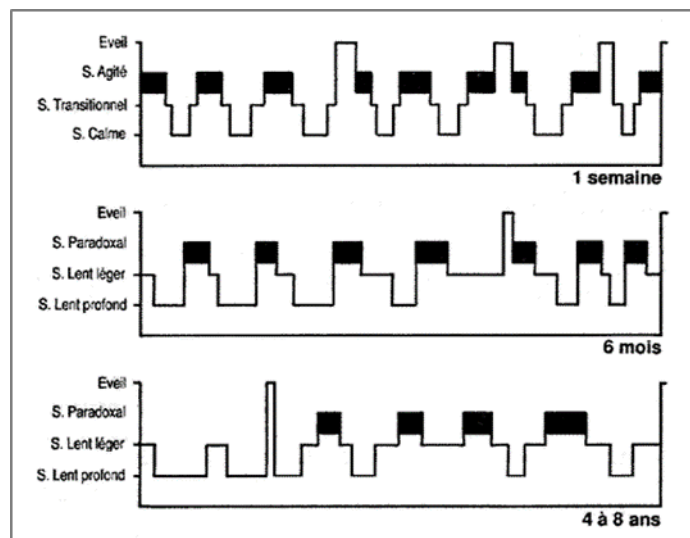 Eveil
S. Agité
S. Transitionnel
S. Calme
1 semaine
Eveil
S. Paradoxal
S. Lent léger
S. Lent profond
6 mois
Eveil
S. Paradoxal
S. Lent léger
S. Lent profond
4 à 8 ans